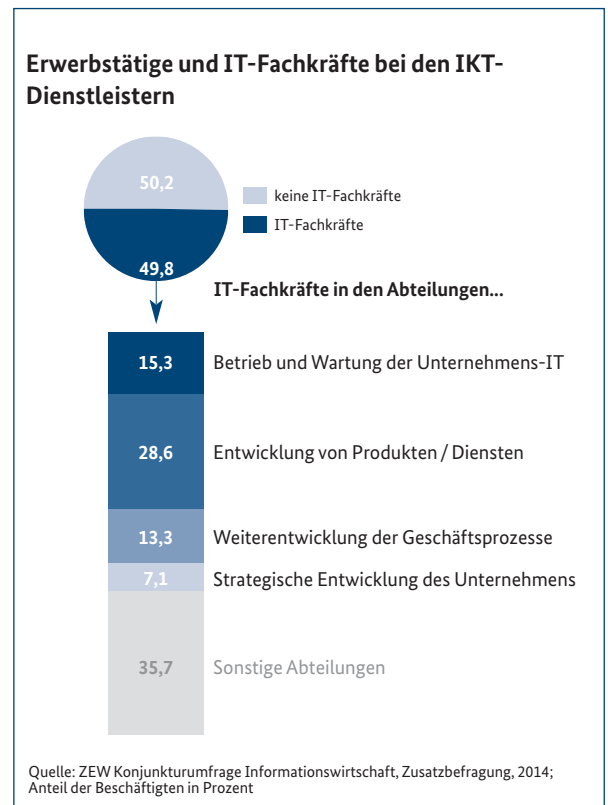 Erwerbstätige und IT-Fachkräfte bei den IKT-
Dienstleistern
50,2
keine IT-Fachkräfte
IT-Fachkräfte
49,8
IT-Fachkräfte in den Abteilungen...
15,3 Betrieb und Wartung der Unternehmens-IT
28,6 Entwicklung von Produkten / Diensten
13,3 Weiterentwicklung der Geschäftsprozesse
7,1 Strategische Entwicklung des Unternehmens
35,7 Sonstige Abteilungen
Quelle: ZEW Konjunkturumfrage Informationswirtschaft, Zusatzbefragung, 2014;
Anteil der Beschäftigten in Prozent